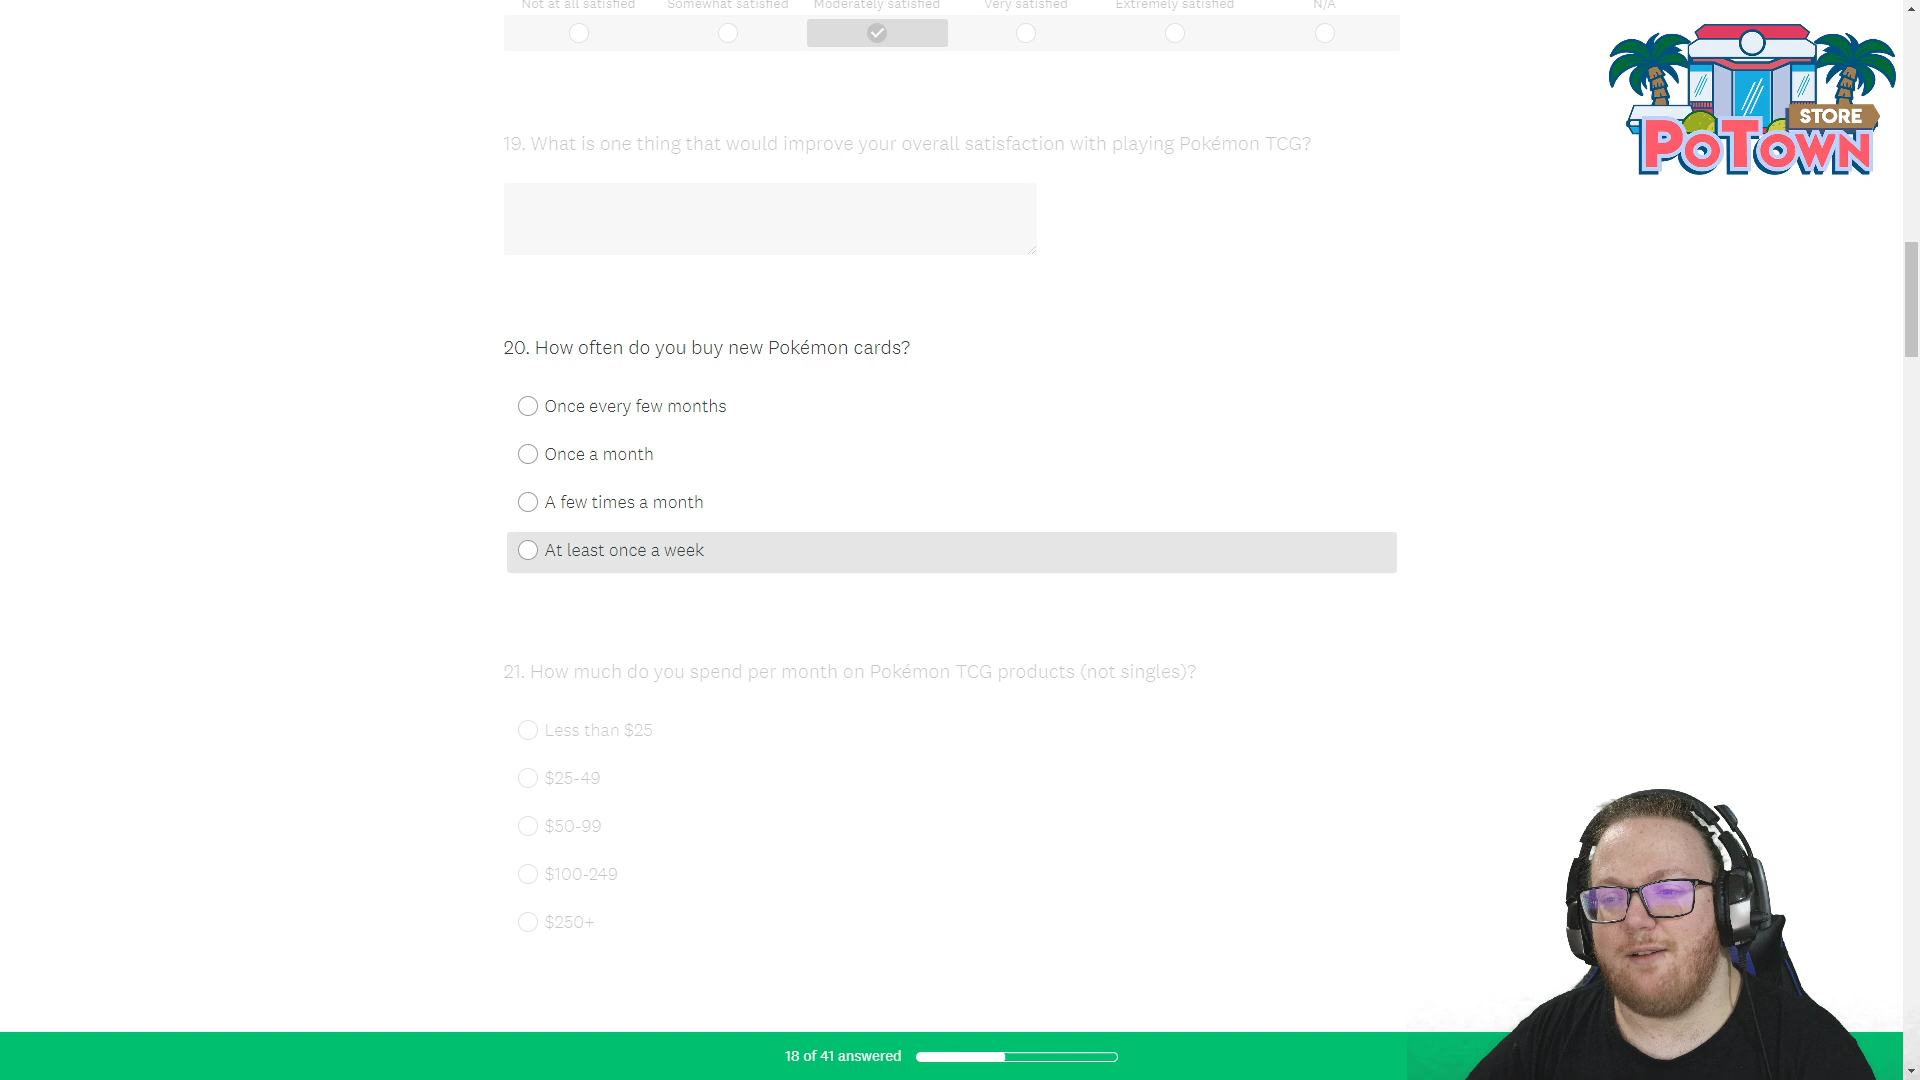 Not at all satisfied Somewhat satisfied Moderately satisfied Very satisfied Extremely satisfied N/A
STORE
PoTown
19. What is one thing that would improve your overall satisfaction with playing Pokémon TCG?
20. How often do you buy new Pokémon cards?
Once every few months
Once a month
A few times a month
At least once a week
21. How much do you spend per month on Pokémon TCG products (not singles)?
Less than $25
$25-49
$50-99
$100-249
$250+
18 of 41 answered